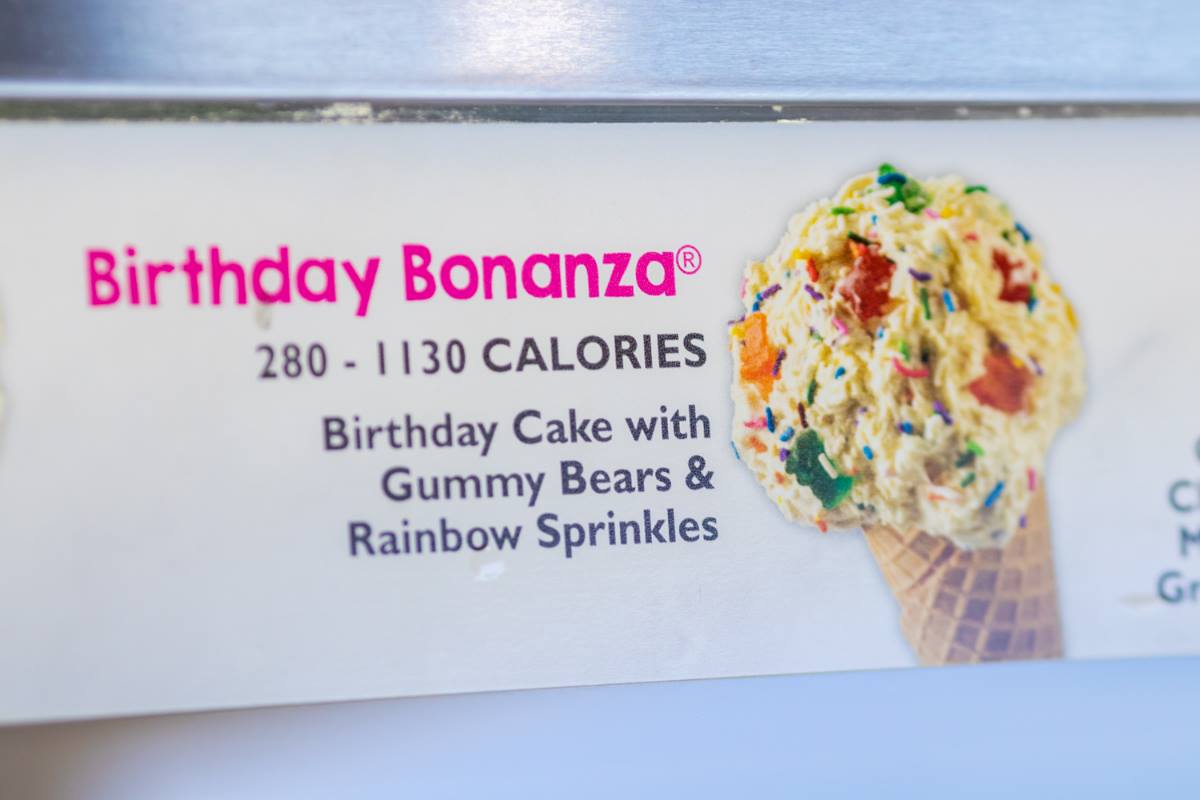 Birthday Bonanza®
280 - 1130 CALORIES
Birthday Cake with
Gummy Bears &
Rainbow Sprinkles